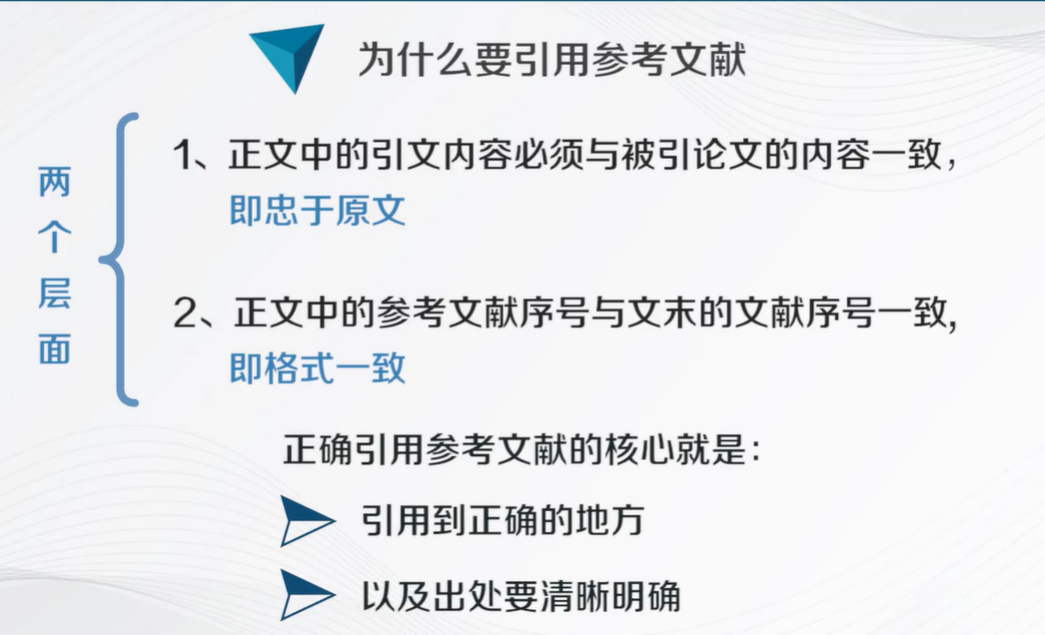 为什么要引用参考文献
两个层面
1、正文中的引文内容必须与被引论文的内容一致，
即忠于原文
2、正文中的参考文献序号与文末的文献序号一致,
即格式一致
正确引用参考文献的核心就是：
引用到正确的地方
以及出处要清晰明确